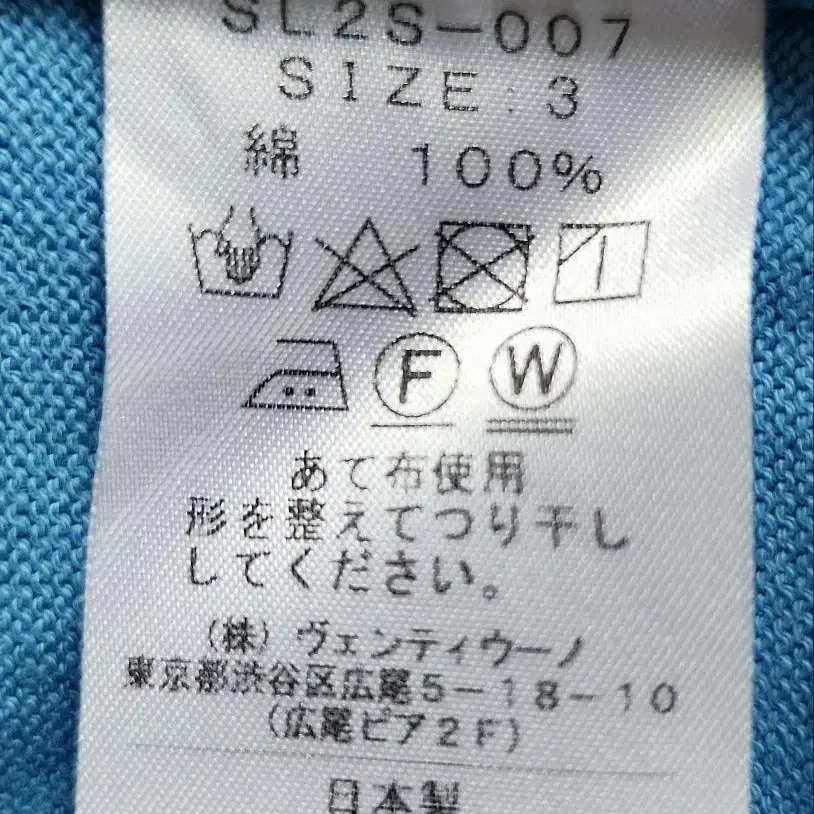 SL2S-007
SIZE:3
綿 100%
F W
あて布使用
形を整えてつり干し
してください。
(株)ヴェンティウーノ
東京都渋谷区広尾5-18-10
(広尾ピア2F)
日本製